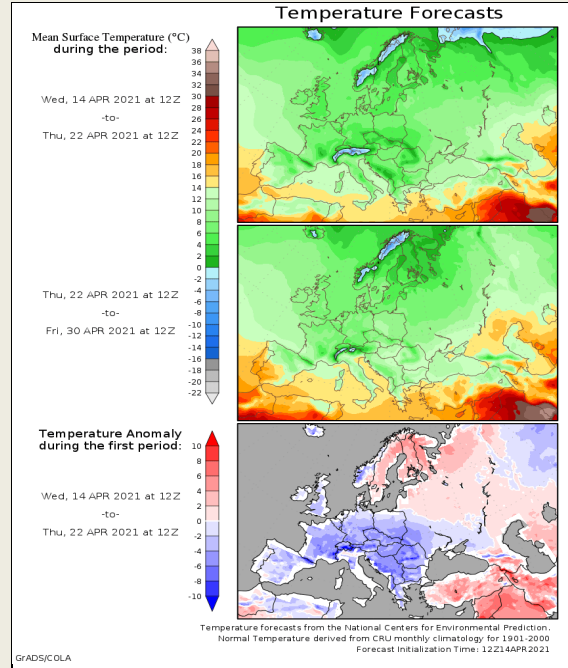 Temperature Forecasts
Mean Surface Temperature (°C)
during the period:
38
36
34
32
30
28
26
24
22
20
18
16
14
12
10
8
6
4
2
0
-2
-4
-6
-8
-10
-12
-14
-16
-18
-20
-22
Wed, 14 APR 2021 at 12Z
-to-
Thu, 22 APR 2021 at 12Z
Thu, 22 APR 2021 at 12Z
-to-
Fri, 30 APR 2021 at 12Z
Temperature Anomaly
during the first period:
10
8
6
4
2
0
-2
-4
-6
-8
-10
Wed, 14 APR 2021 at 12Z
-to-
Thu, 22 APR 2021 at 12Z
Temperature forecasts from the National Centers for Environmental Prediction.
Normal Temperature derived from CRU monthly climatology for 1901-2000
Forecast Initialization Time: 12Z14APR2021
GrADS/COLA